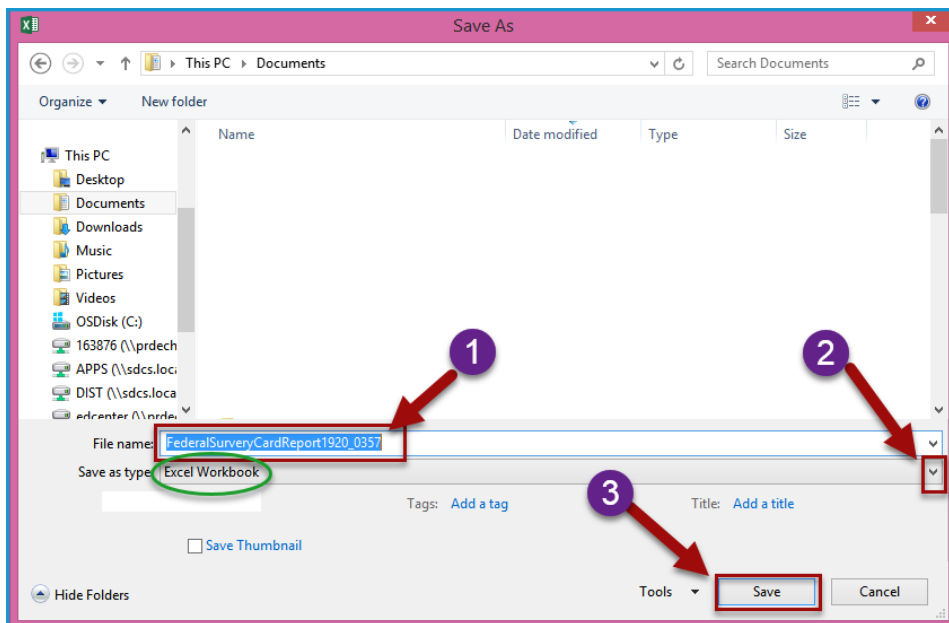 Save As
This PC Documents
Search Documents
Organize
New folder
Name
Date modified
Type
Size
This PC
Desktop
Documents
Downloads
Music
Pictures
Videos
OSDisk (C:)
163876 (\\prdech
APPS (\\sdcs.loca
DIST (\\sdcs.loca
edcenter (\\prdec
1
2
File name: FederalSurveryCardReport1920_0357
Save as type: Excel Workbook
3
Tags: Add a tag
Title: Add a title
Save Thumbnail
Hide Folders
Tools
Save
Cancel